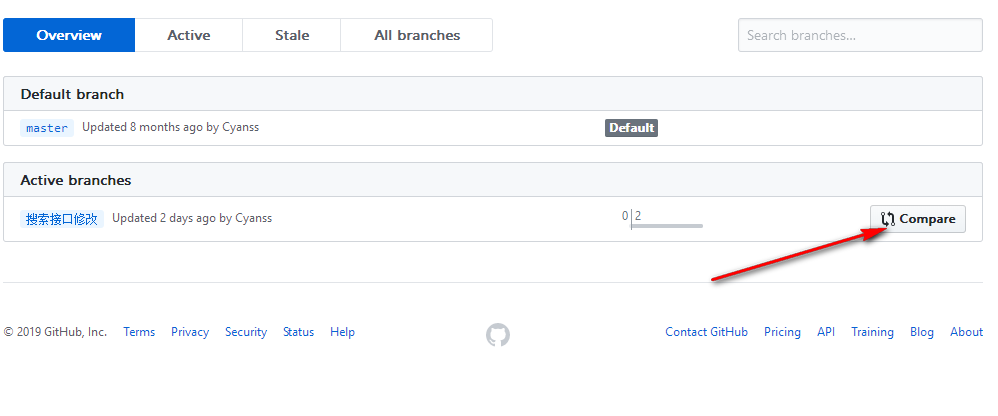 Overview Active Stale All branches Search branches...
Default branch
master Updated 8 months ago by Cyanss Default
Active branches
搜索接口修改 Updated 2 days ago by Cyanss 0 2 Compare
© 2019 GitHub, Inc. Terms Privacy Security Status Help Contact GitHub Pricing API Training Blog About